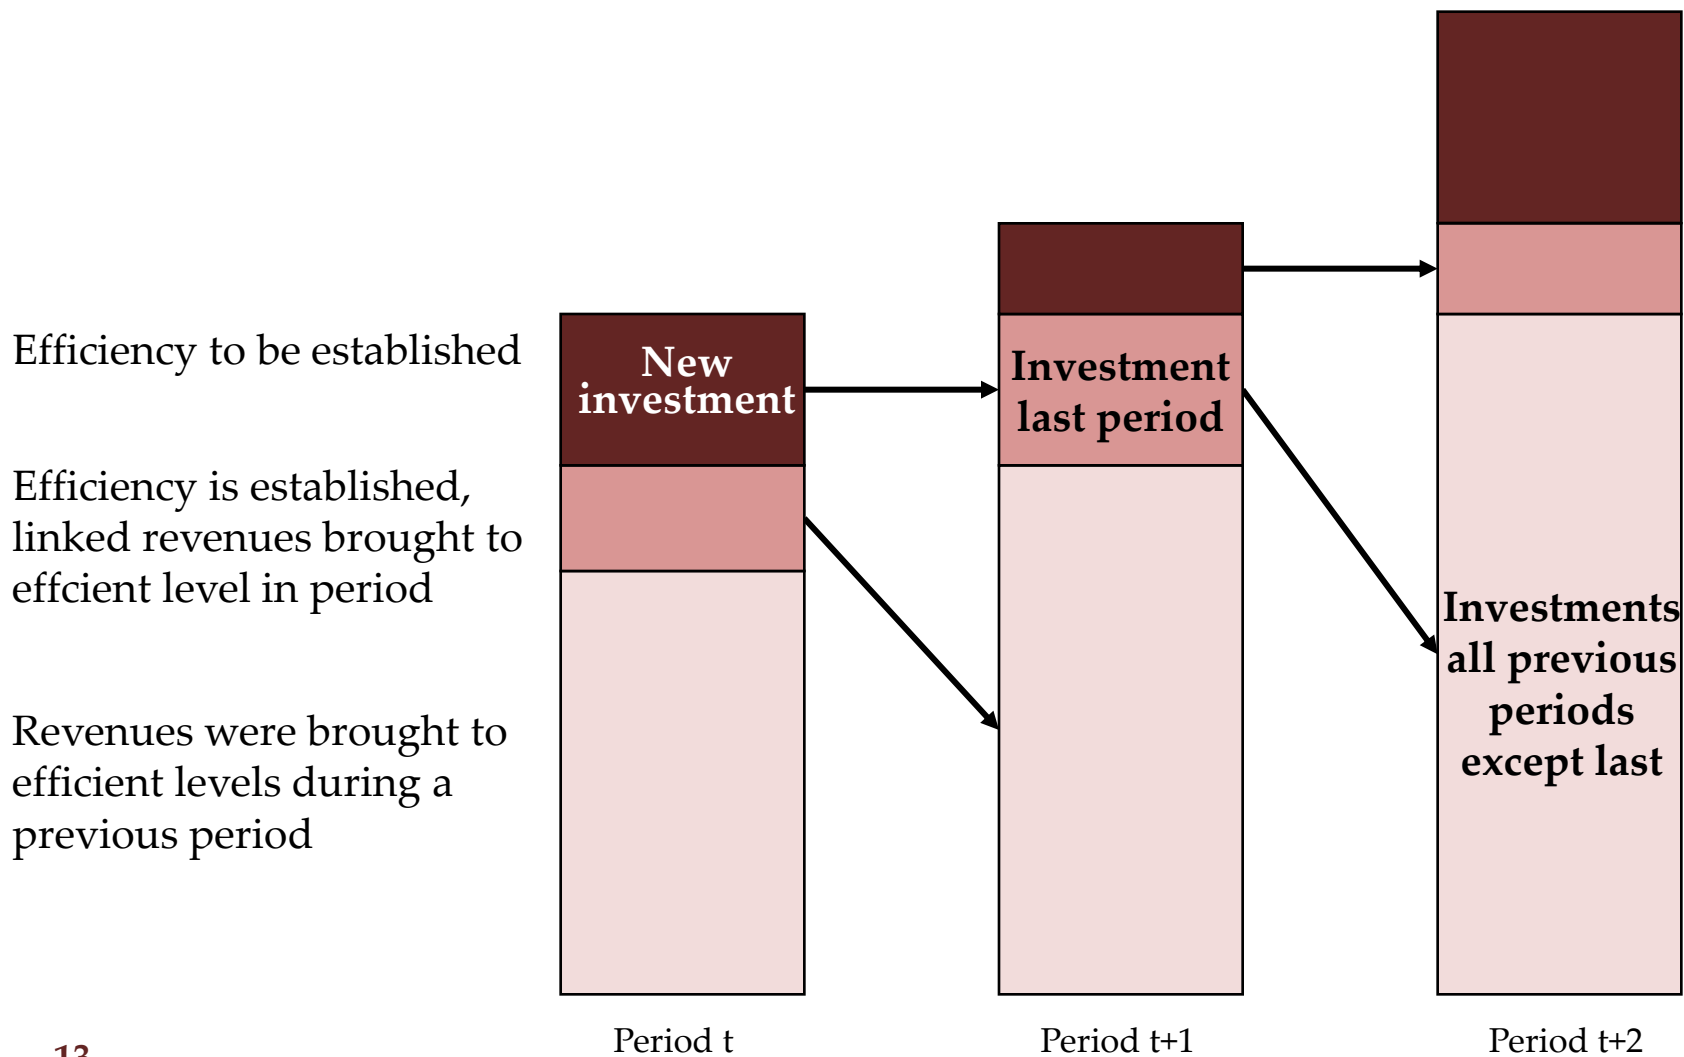 Efficiency to be established
Efficiency is established,
linked revenues brought to
effcient level in period
Revenues were brought to
efficient levels during a
previous period
New
investment
Investment
last period
Investments
all previous
periods
except last
Period t
Period t+1
Period t+2
13